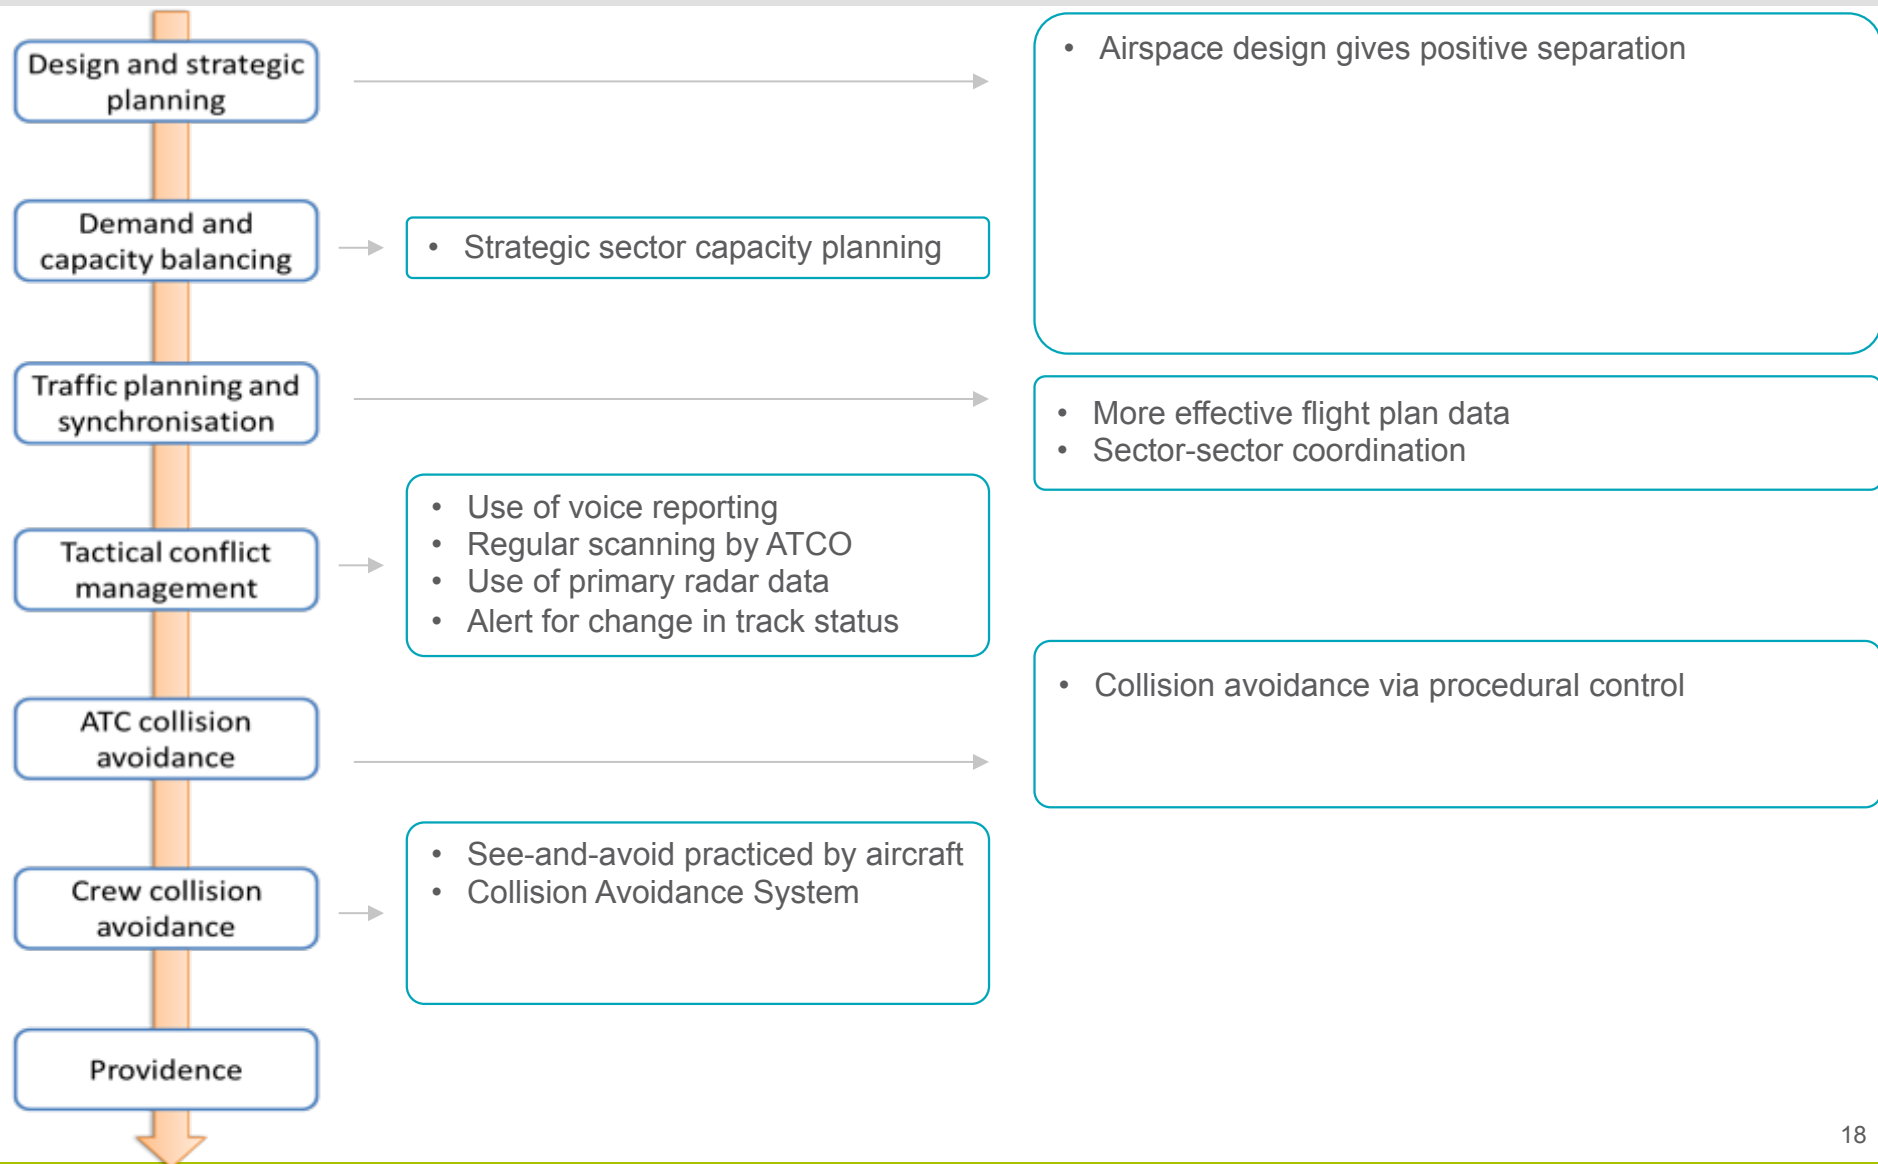 Design and strategic
planning
• Airspace design gives positive separation
Demand and
capacity balancing
• Strategic sector capacity planning
Traffic planning and
synchronisation
• More effective flight plan data
• Sector-sector coordination
Tactical conflict
management
• Use of voice reporting
• Regular scanning by ATCO
• Use of primary radar data
• Alert for change in track status
ATC collision
avoidance
• Collision avoidance via procedural control
Crew collision
avoidance
• See-and-avoid practiced by aircraft
• Collision Avoidance System
Providence
18